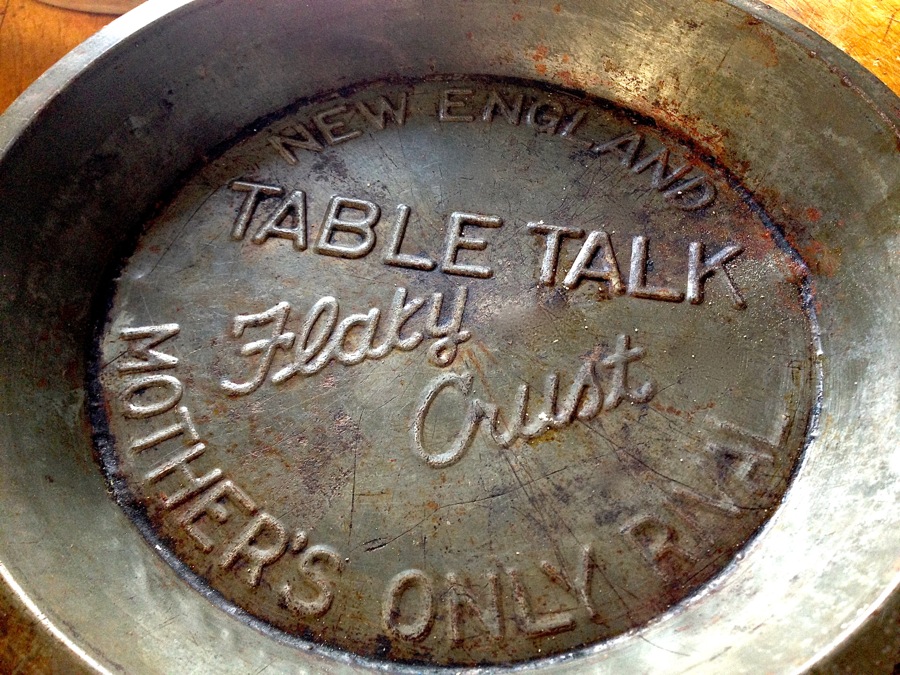 NEW ENGLAND
TABLE TALK
Flaky
Crust
MOTHER'S ONLY RIVAL